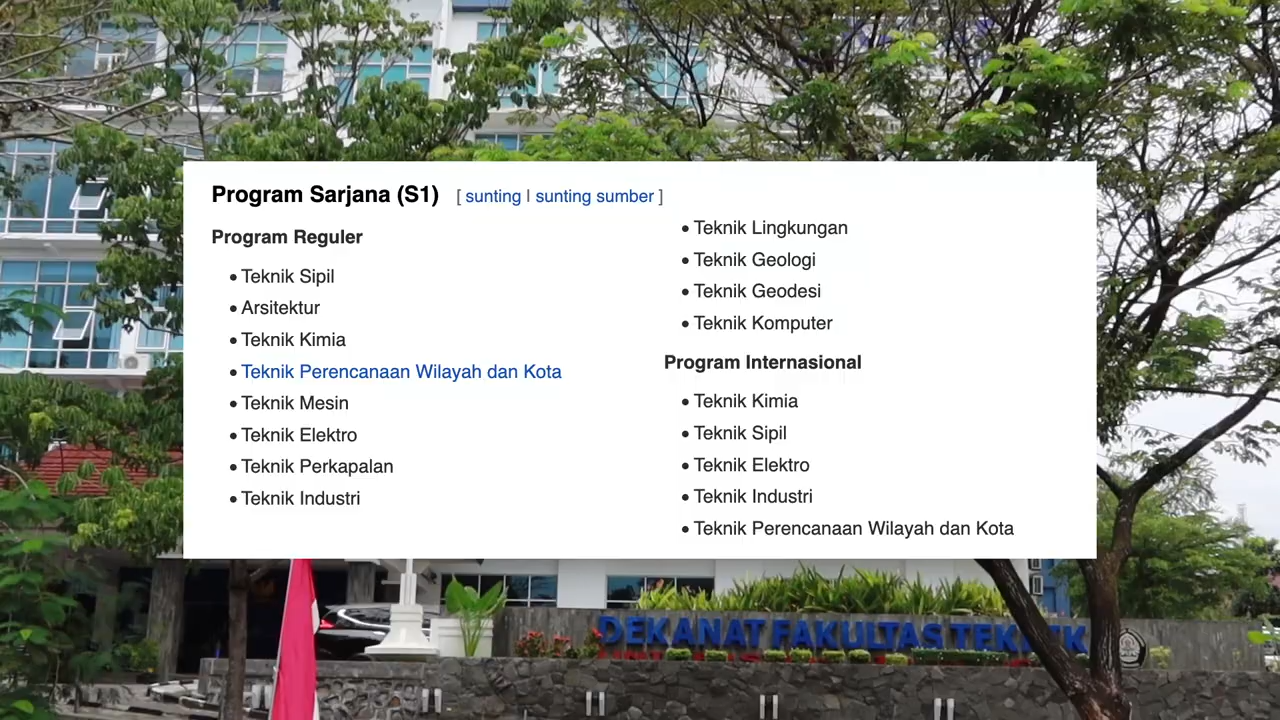 Program Sarjana (S1) [ sunting | sunting sumber ]
Program Reguler
• Teknik Sipil
• Arsitektur
• Teknik Kimia
• Teknik Perencanaan Wilayah dan Kota
• Teknik Mesin
• Teknik Elektro
• Teknik Perkapalan
• Teknik Industri
• Teknik Lingkungan
• Teknik Geologi
• Teknik Geodesi
• Teknik Komputer
Program Internasional
• Teknik Kimia
• Teknik Sipil
• Teknik Elektro
• Teknik Industri
• Teknik Perencanaan Wilayah dan Kota
DEKANAT FAKULTAS TEKNIK